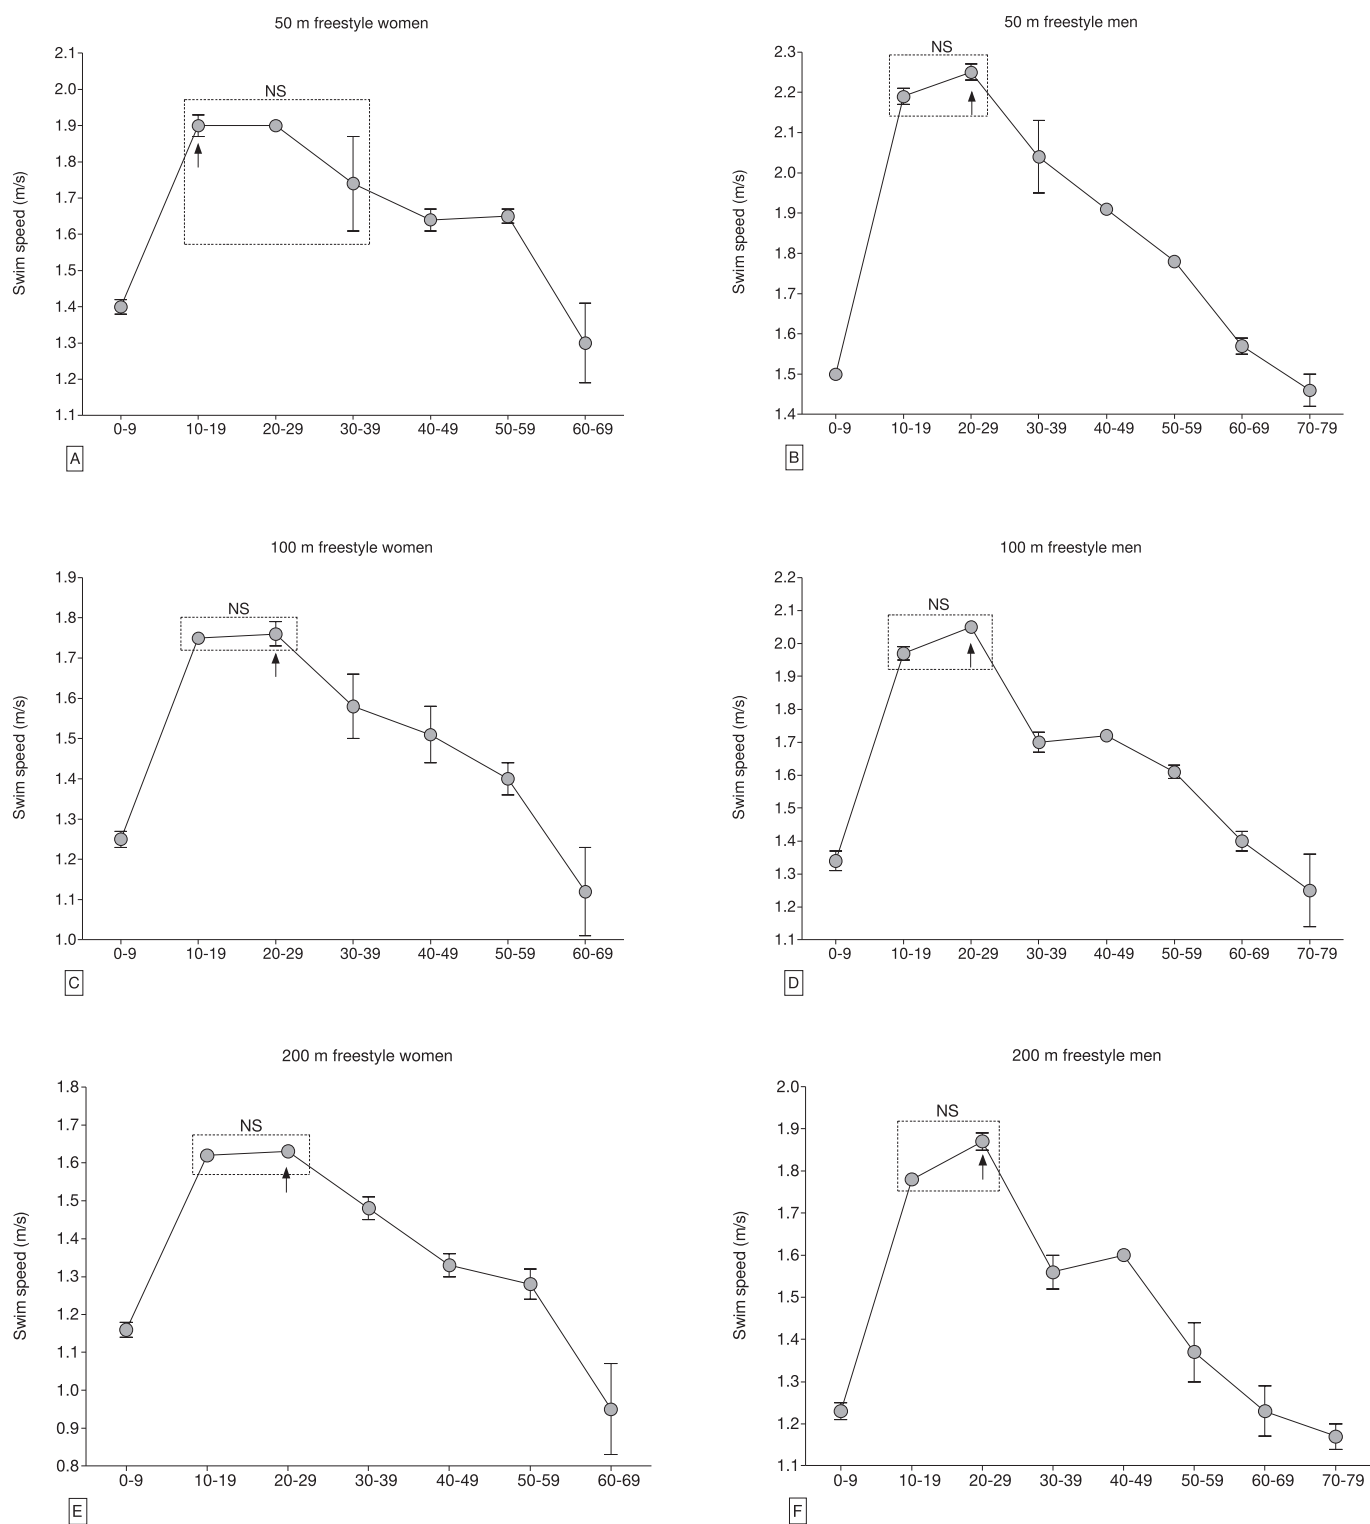 50 m freestyle women
2.1
2.0
1.9
1.8
1.7
1.6
1.5
1.4
1.3
1.2
1.1
Swim speed (m/s)
NS
0-9 10-19 20-29 30-39 40-49 50-59 60-69
A
50 m freestyle men
2.3
2.2
2.1
2.0
1.9
1.8
1.7
1.6
1.5
1.4
Swim speed (m/s)
NS
0-9 10-19 20-29 30-39 40-49 50-59 60-69 70-79
B
100 m freestyle women
1.9
1.8
1.7
1.6
1.5
1.4
1.3
1.2
1.1
1.0
Swim speed (m/s)
NS
0-9 10-19 20-29 30-39 40-49 50-59 60-69
C
100 m freestyle men
2.2
2.1
2.0
1.9
1.8
1.7
1.6
1.5
1.4
1.3
1.2
1.1
Swim speed (m/s)
NS
0-9 10-19 20-29 30-39 40-49 50-59 60-69 70-79
D
200 m freestyle women
1.8
1.7
1.6
1.5
1.4
1.3
1.2
1.1
1.0
0.9
0.8
Swim speed (m/s)
NS
0-9 10-19 20-29 30-39 40-49 50-59 60-69
E
200 m freestyle men
2.0
1.9
1.8
1.7
1.6
1.5
1.4
1.3
1.2
1.1
Swim speed (m/s)
NS
0-9 10-19 20-29 30-39 40-49 50-59 60-69 70-79
F